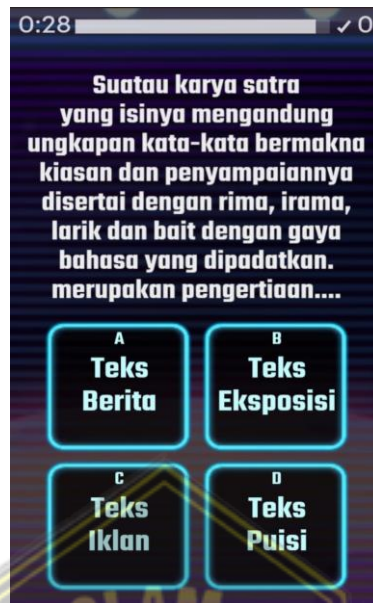 0:28 ✓ 0
Suatau karya satra
yang isinya mengandung
ungkapan kata-kata bermakna
kiasan dan penyampaiannya
disertai dengan rima, irama,
larik dan bait dengan gaya
bahasa yang dipadatkan.
merupakan pengertiaan....
A
Teks
Berita
B
Teks
Eksposisi
C
Teks
Iklan
D
Teks
Puisi